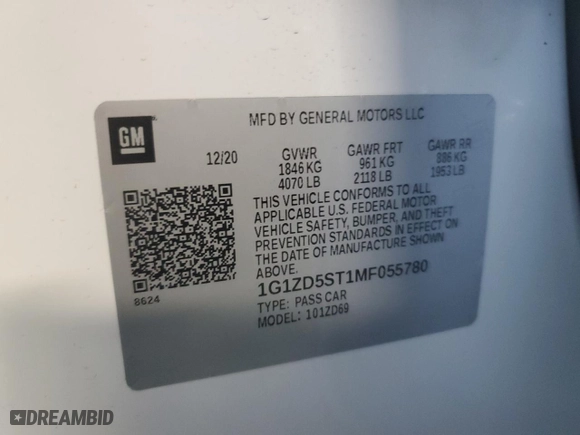 GM
MFD BY GENERAL MOTORS LLC
12/20 GVWR GAWR FRT GAWR RR
1846 KG 961 KG 886 KG
4070 LB 2118 LB 1953 LB
THIS VEHICLE CONFORMS TO ALL
APPLICABLE U.S. FEDERAL MOTOR
VEHICLE SAFETY, BUMPER, AND THEFT
PREVENTION STANDARDS IN EFFECT ON
THE DATE OF MANUFACTURE SHOWN
ABOVE.
8624
1G1ZD5ST1MF055780
TYPE: PASS CAR
MODEL: 101ZD69
DREAMBID